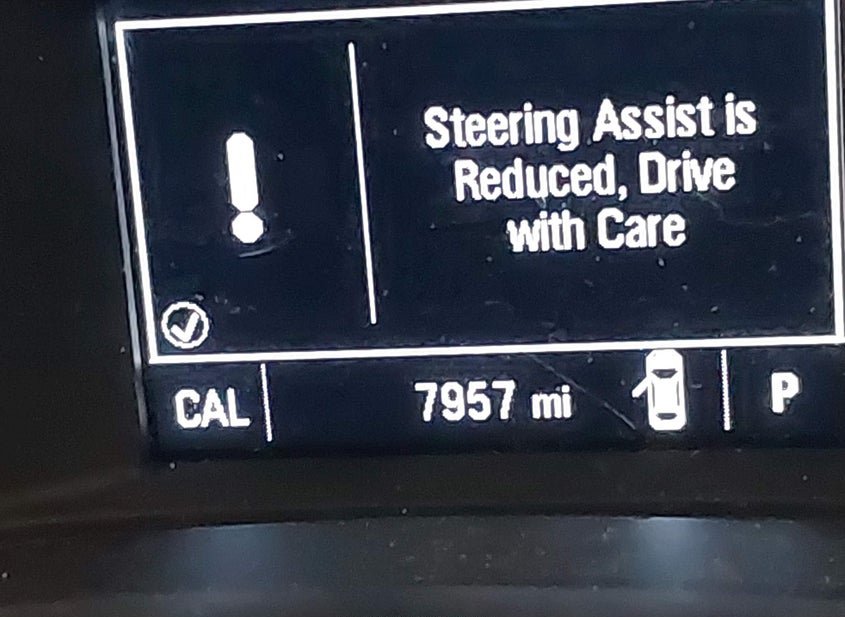 Steering Assist is
Reduced, Drive
with Care
CAL 7957 mi P